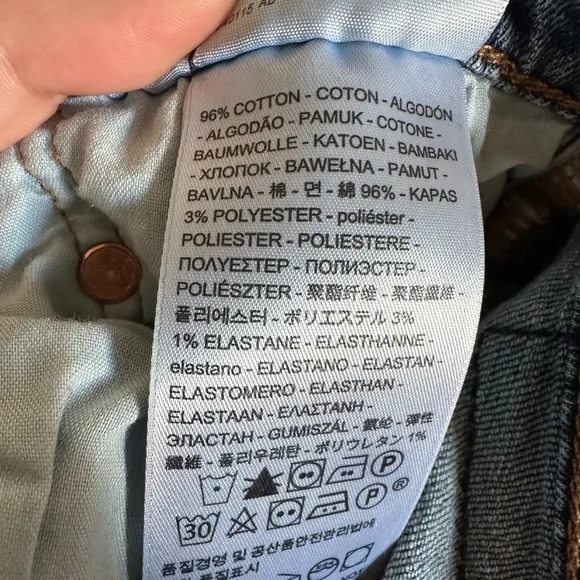 96% COTTON - COTON - ALGODÓN
- ALGODÃO - PAMUK - COTONE -
BAUMWOLLE - KATOEN - BAMBAKI
- ХЛОПОК - BAWEŁNA - PAMUT -
BAVLNA - 棉 - 면 - 綿 96% - KAPAS
3% POLYESTER - poliéster -
POLIESTER - POLIESTERE -
ΠΟΛΥΕΣΤΕΡ - ПОЛИЭСТЕР -
POLIÉSZTER - 聚酯纤维 - 聚酯纖維 -
폴리에스터 - ポリエステル 3%
1% ELASTANE - ELASTHANNE -
elastano - ELASTANO - ELASTAN -
ELASTOMERO - ELASTHAN -
ELASTAAN - ΕΛΑΣΤΑΝΗ -
ЭЛАСТАН - GUMISZÁL - 氨纶 - 彈性
纖維 - 폴리우레탄 - ポリウレタン 1%
P
30 P ®
품질경영 및 공산품안전관리법에